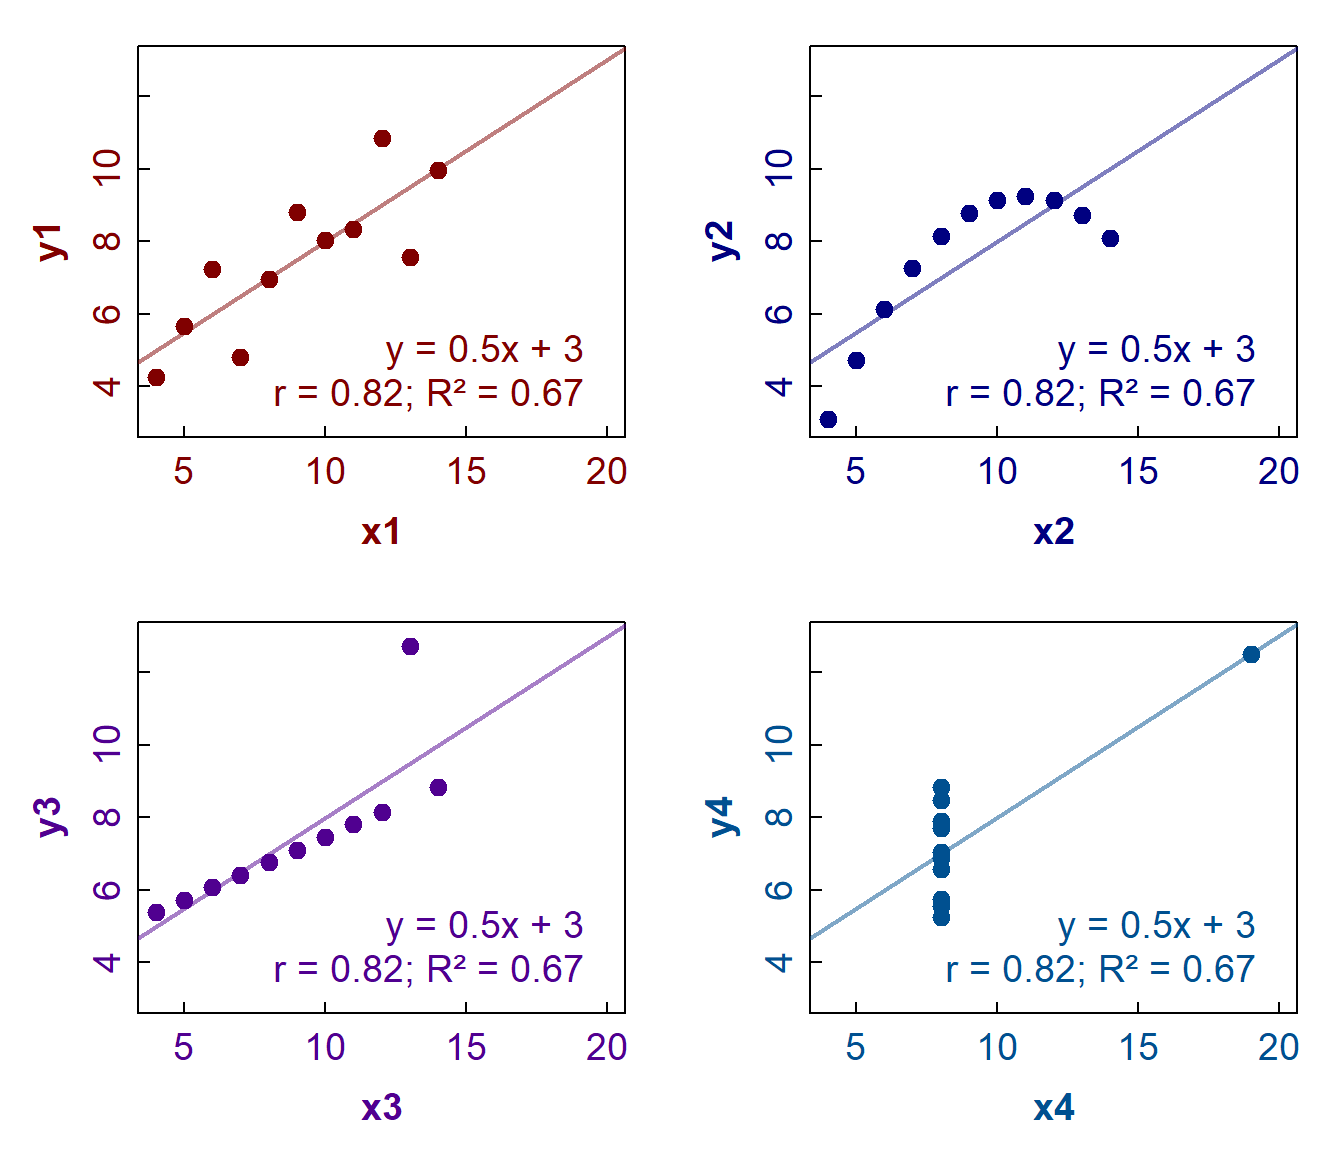 y1
10
8
6
4
y = 0.5x + 3
r = 0.82; R² = 0.67
5 10 15 20
x1
y2
10
8
6
4
y = 0.5x + 3
r = 0.82; R² = 0.67
5 10 15 20
x2
y3
10
8
6
4
y = 0.5x + 3
r = 0.82; R² = 0.67
5 10 15 20
x3
y4
10
8
6
4
y = 0.5x + 3
r = 0.82; R² = 0.67
5 10 15 20
x4